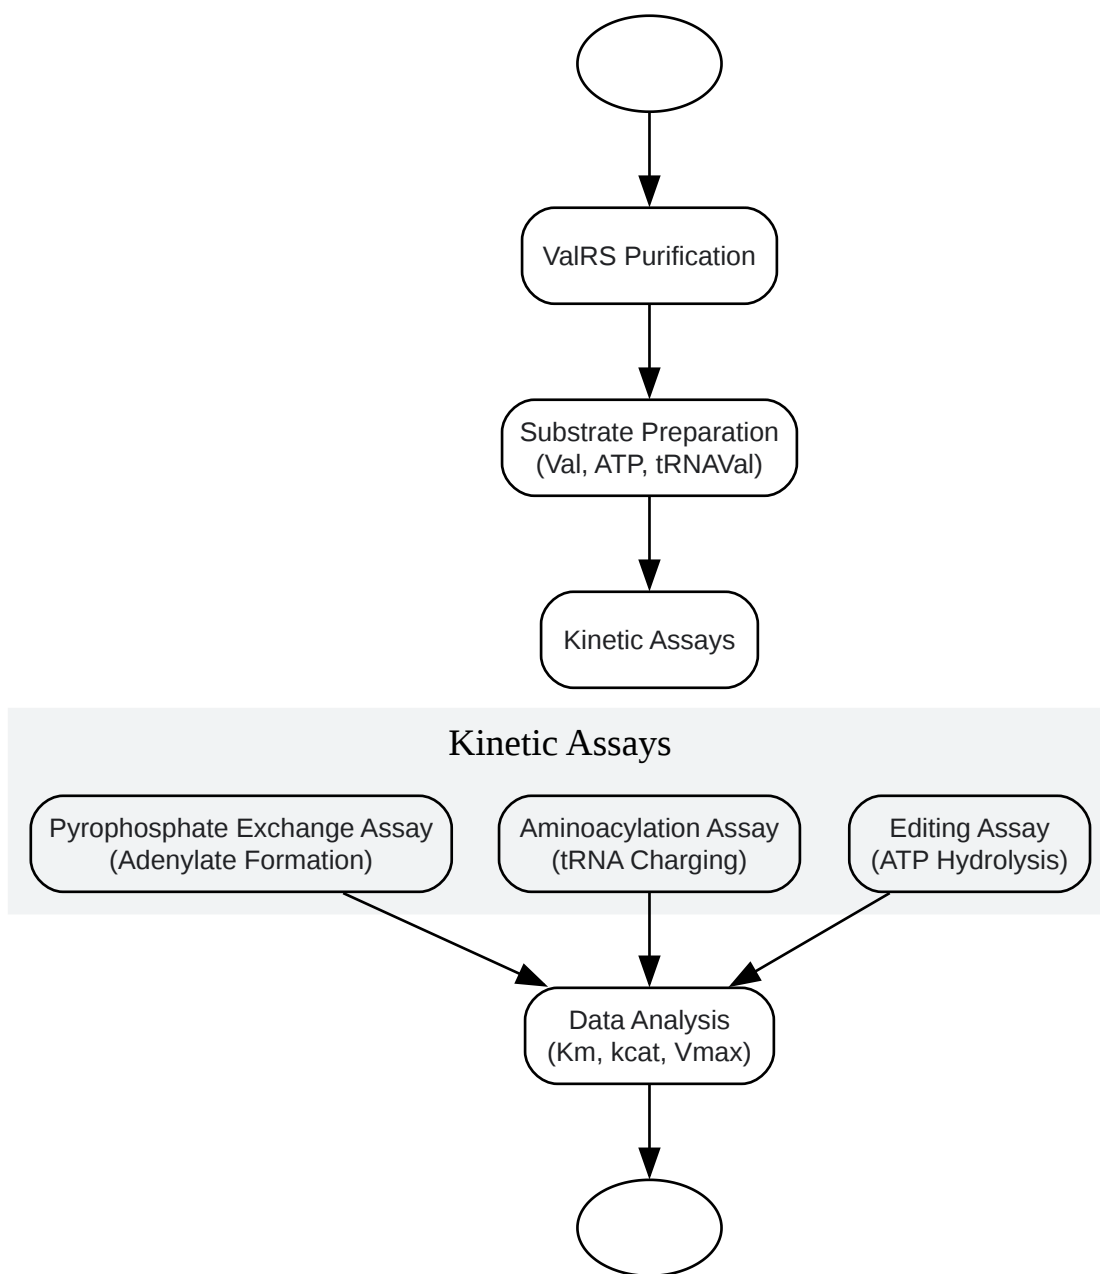 ValRS Purification
Substrate Preparation
(Val, ATP, tRNAVal)
Kinetic Assays
Kinetic Assays
Pyrophosphate Exchange Assay
(Adenylate Formation)
Aminoacylation Assay
(tRNA Charging)
Editing Assay
(ATP Hydrolysis)
Data Analysis
(Km, kcat, Vmax)